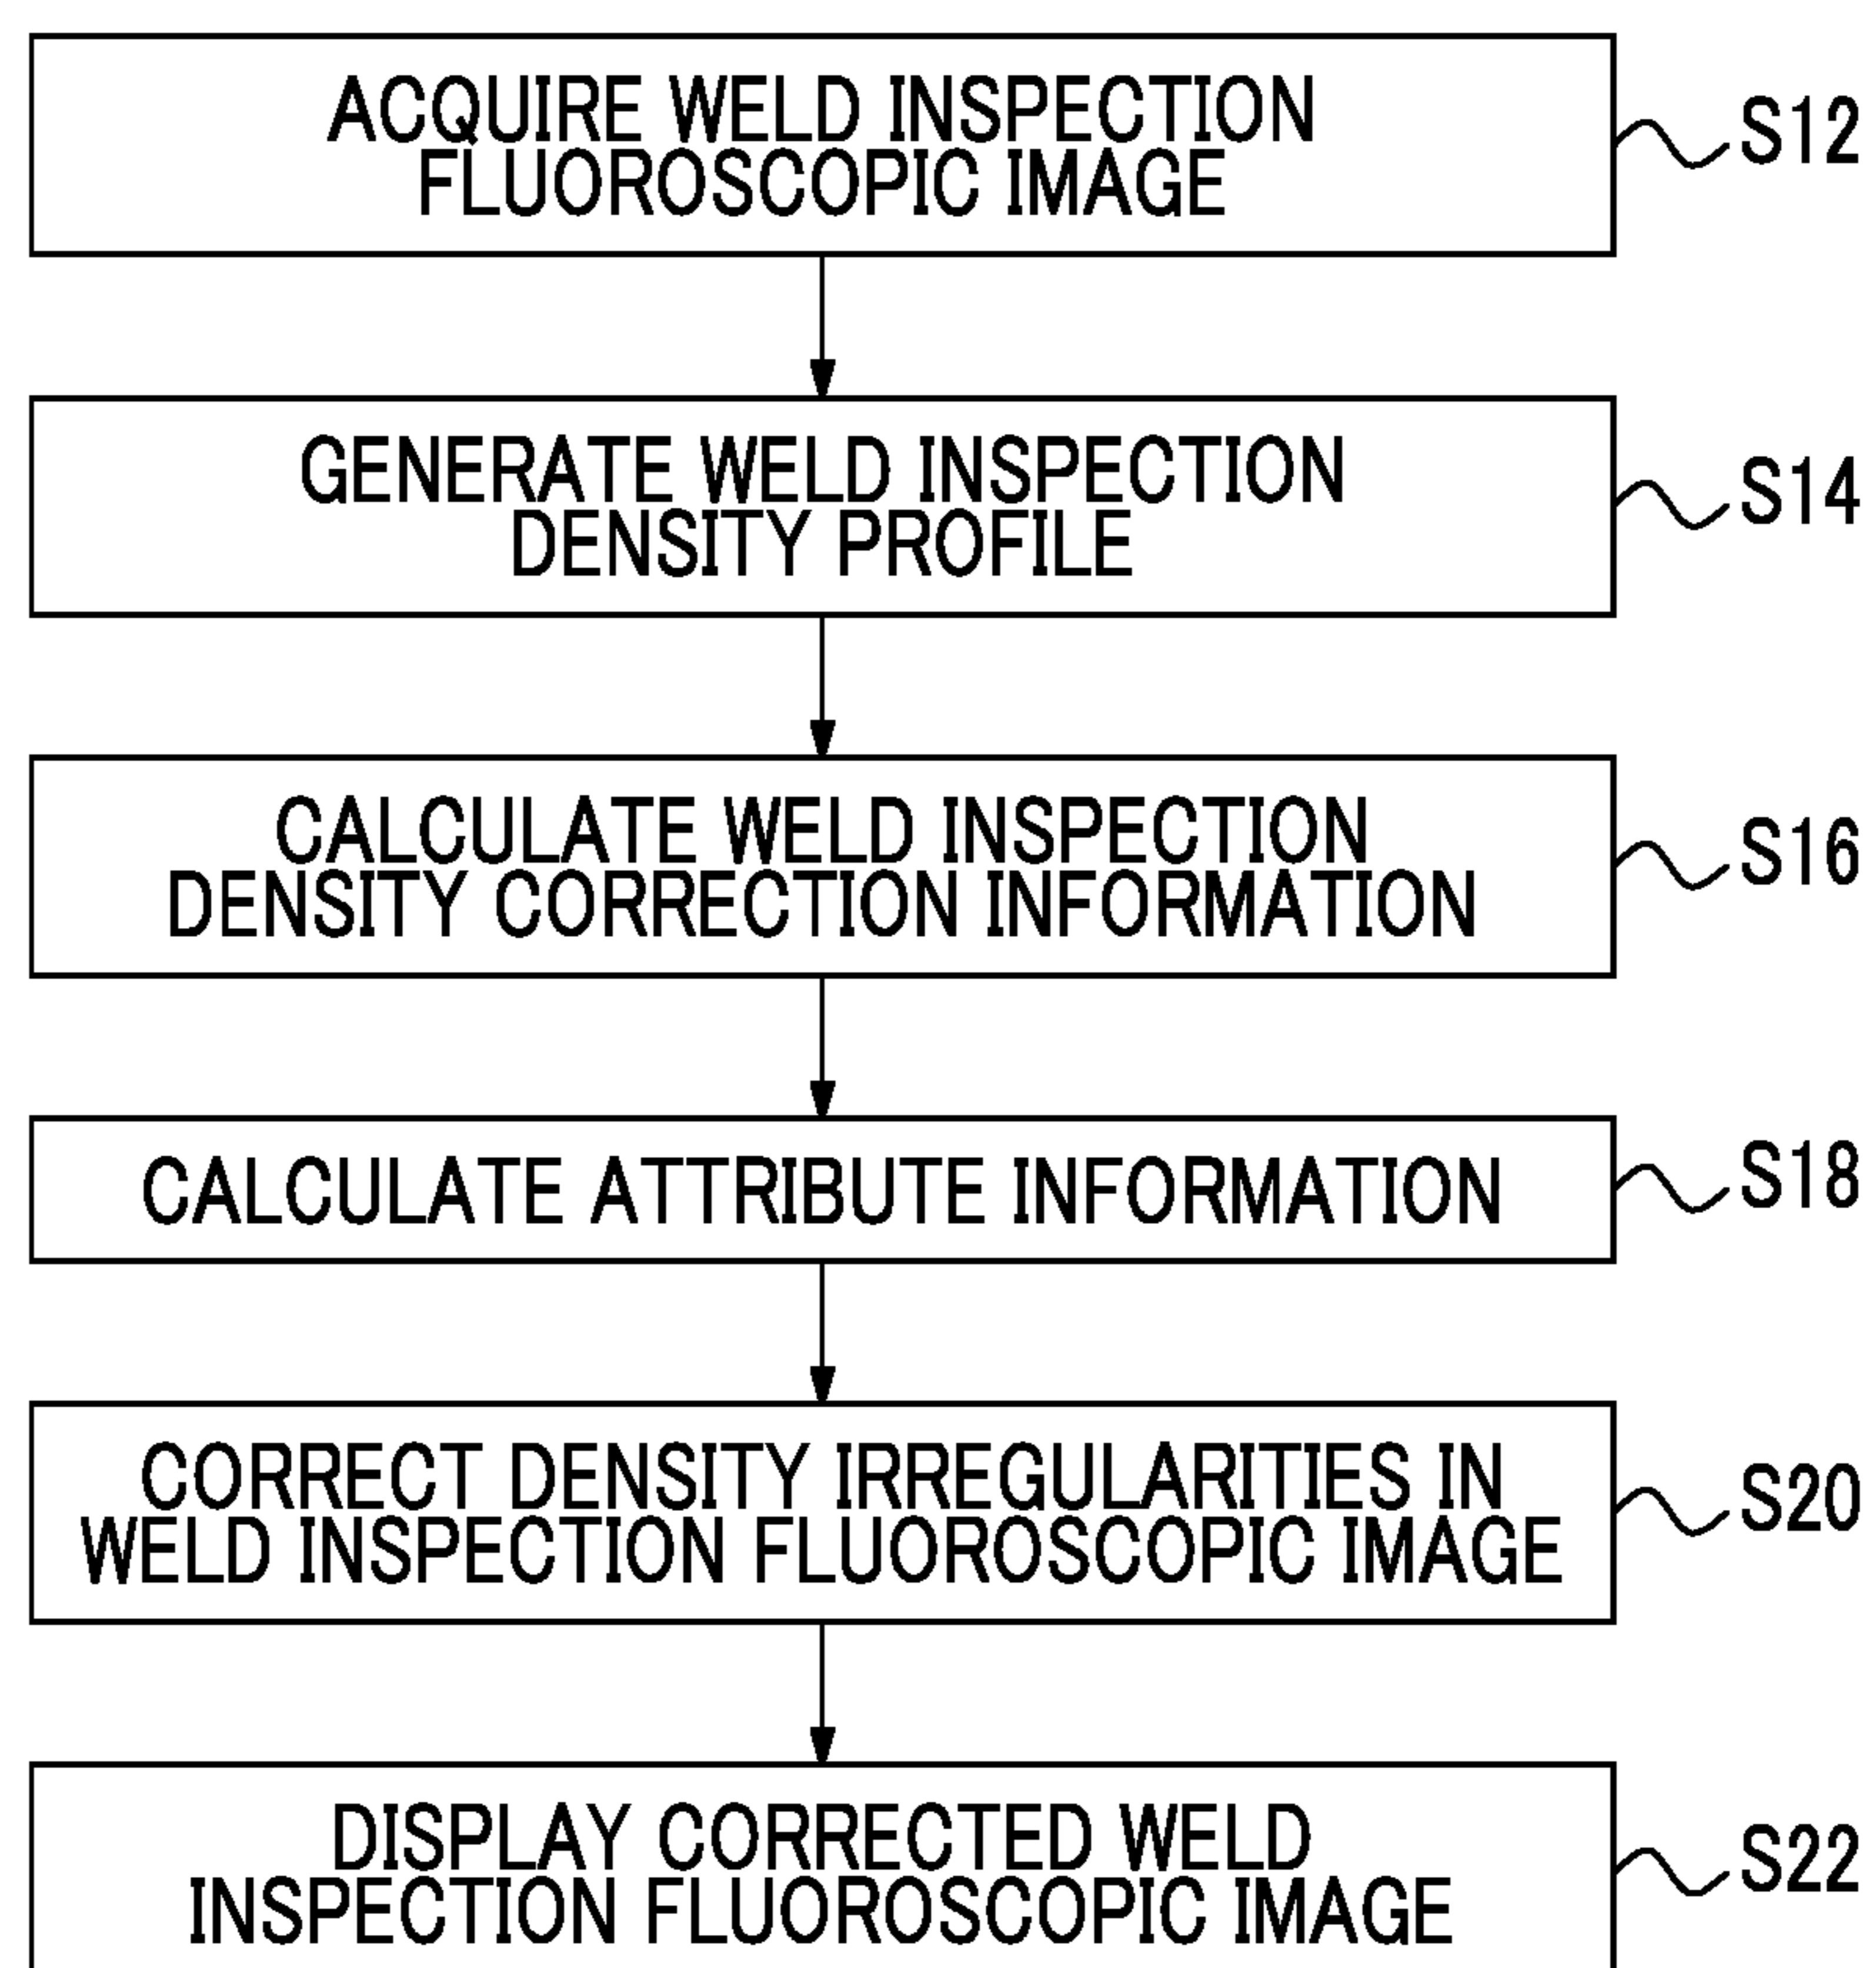 ACQUIRE WELD INSPECTION
FLUOROSCOPIC IMAGE
S12
GENERATE WELD INSPECTION
DENSITY PROFILE
S14
CALCULATE WELD INSPECTION
DENSITY CORRECTION INFORMATION
S16
CALCULATE ATTRIBUTE INFORMATION
S18
CORRECT DENSITY IRREGULARITIES IN
WELD INSPECTION FLUOROSCOPIC IMAGE
S20
DISPLAY CORRECTED WELD
INSPECTION FLUOROSCOPIC IMAGE
S22